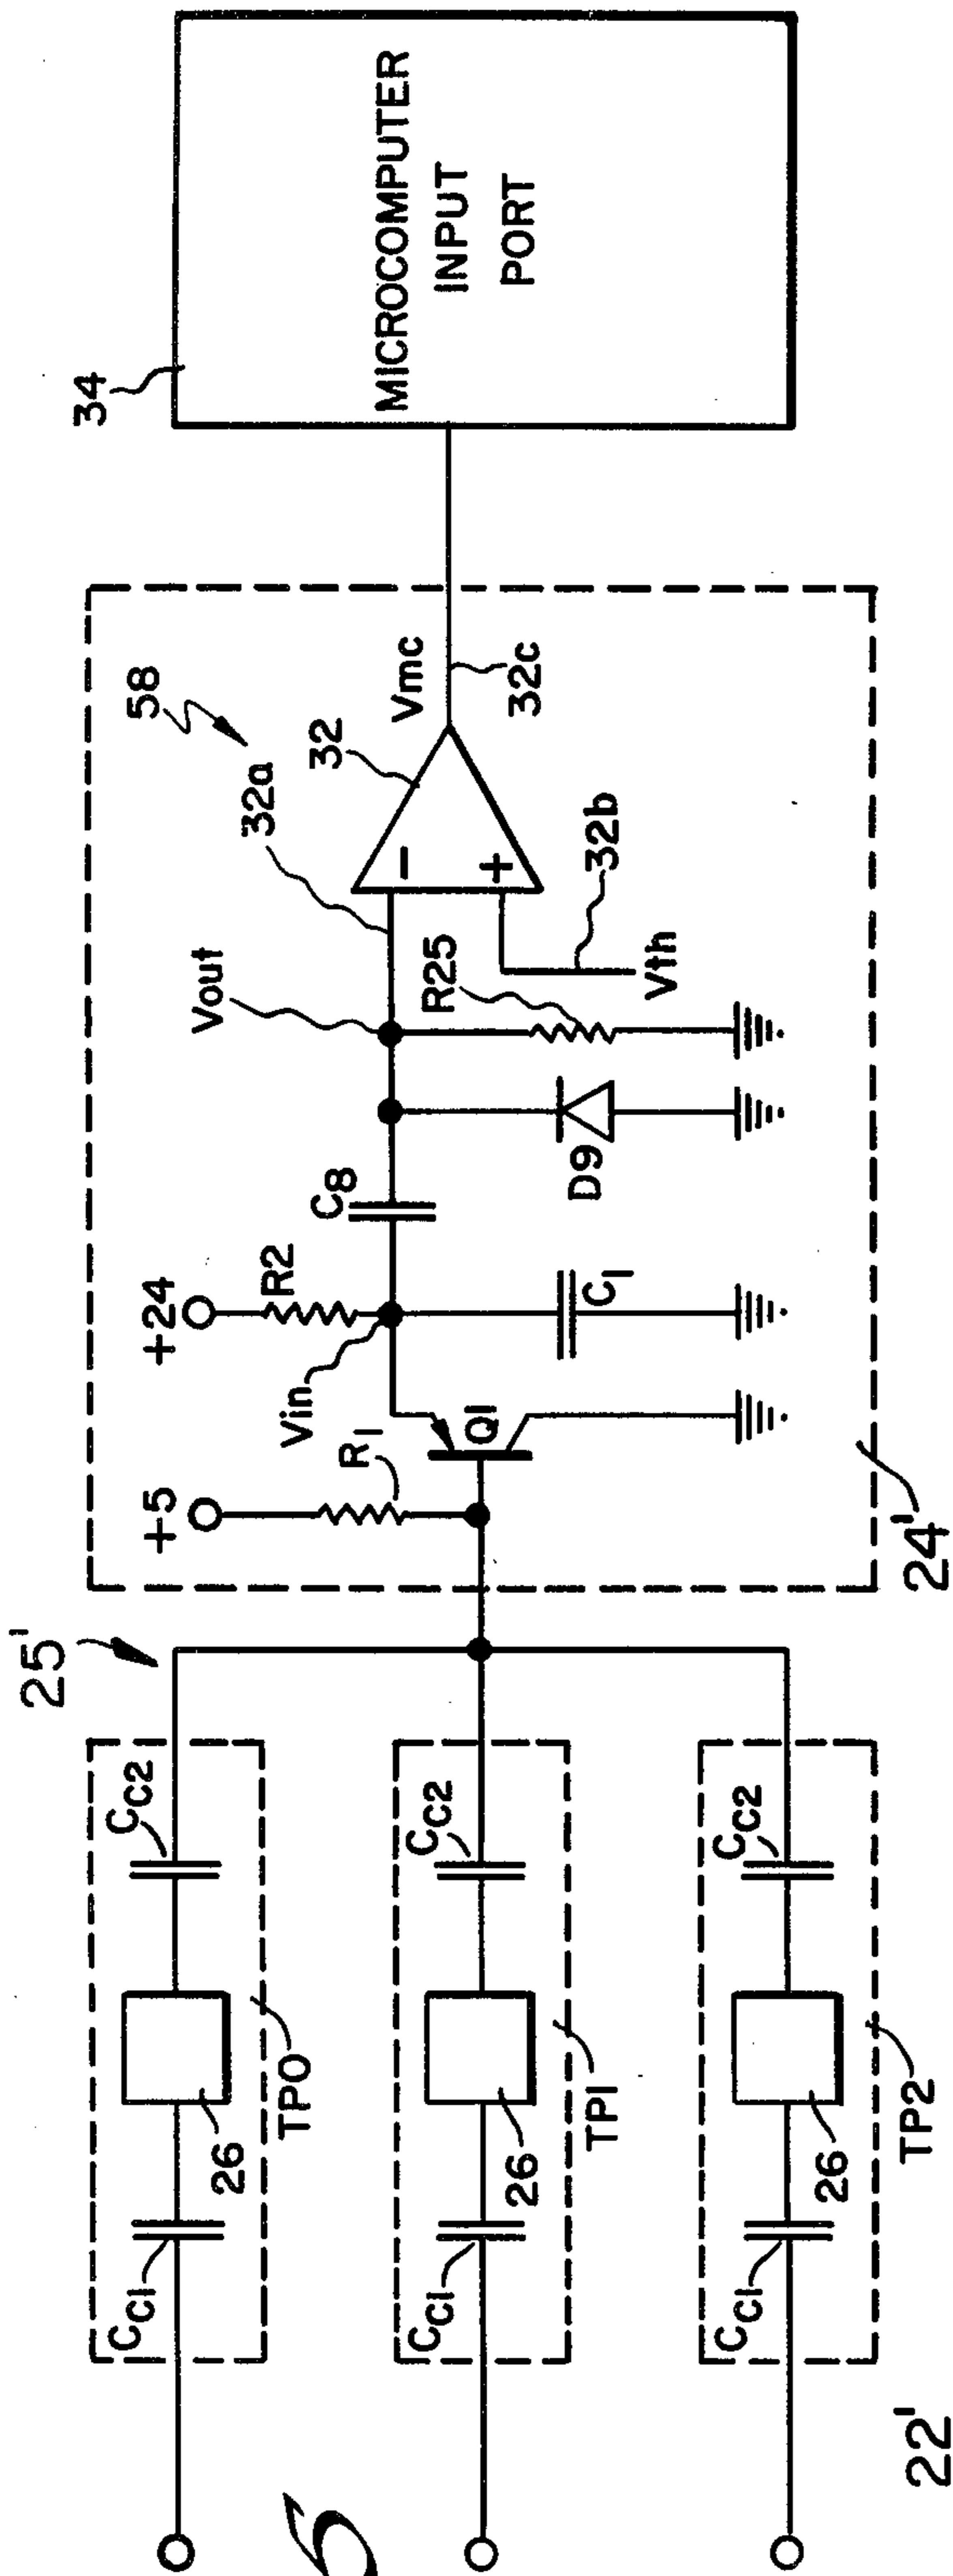 22'
25'
24'
TP0
TP1
TP2
CC1
26
CC2
CC1
26
CC2
CC1
26
CC2
+5
R1
Q1
+24
R2
Vin
C1
C8
D9
Vout
R25
32a
58
32
-
+
32b
Vth
Vmc
32c
34
MICROCOMPUTER
INPUT
PORT